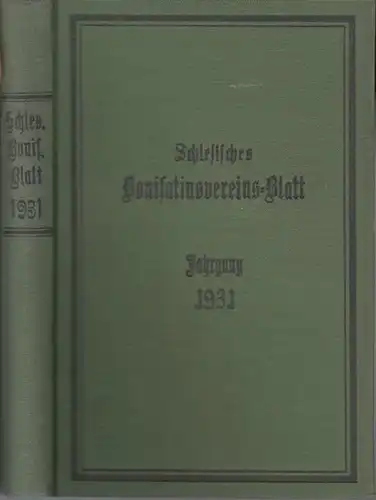 Schles.
Bonif.
Blatt
1931
Schlesisches
Bonifatiusvereins=Blatt
Jahrgang
1931